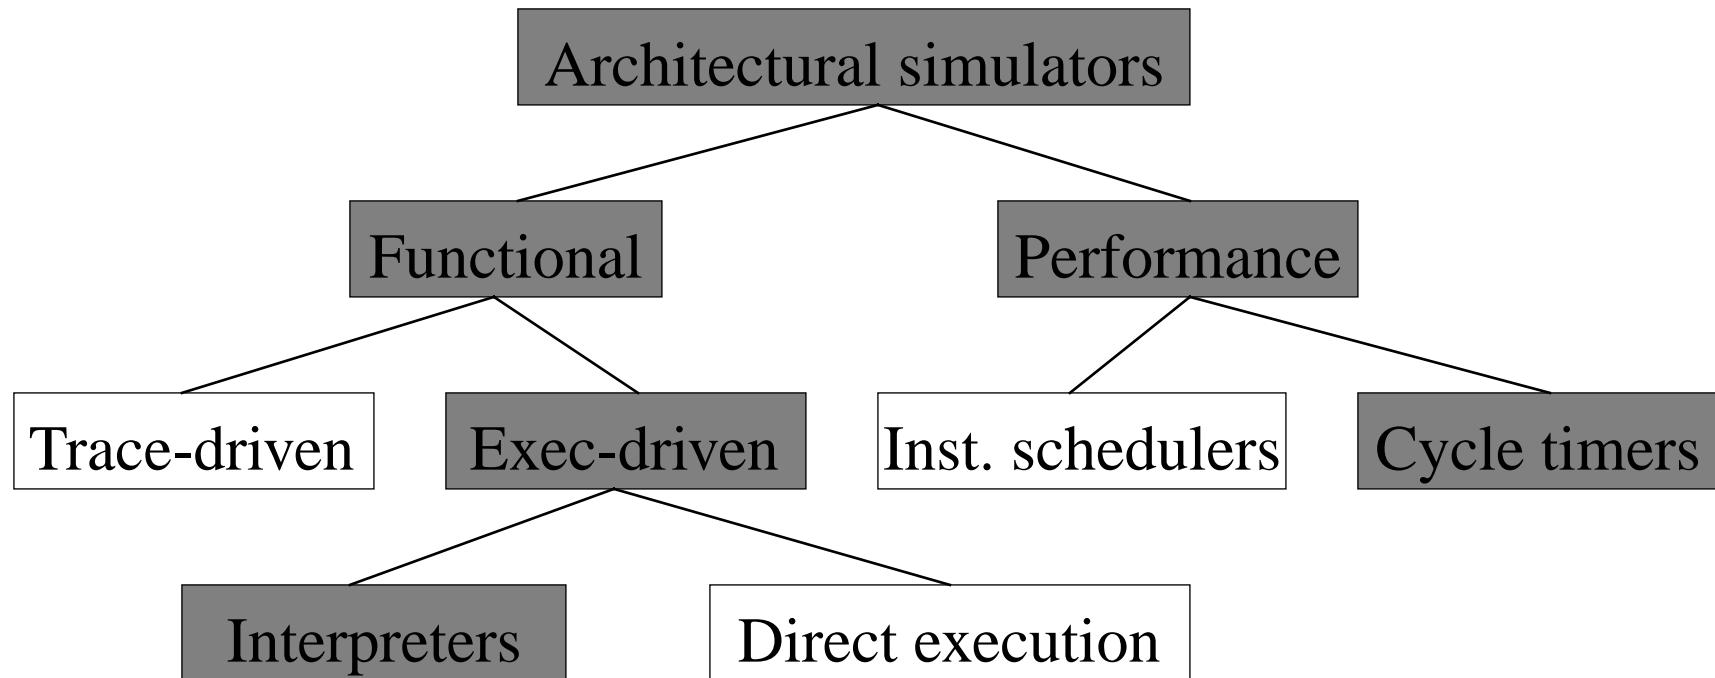 Architectural simulators
Functional
Performance
Trace-driven
Exec-driven
Inst. schedulers
Cycle timers
Interpreters
Direct execution